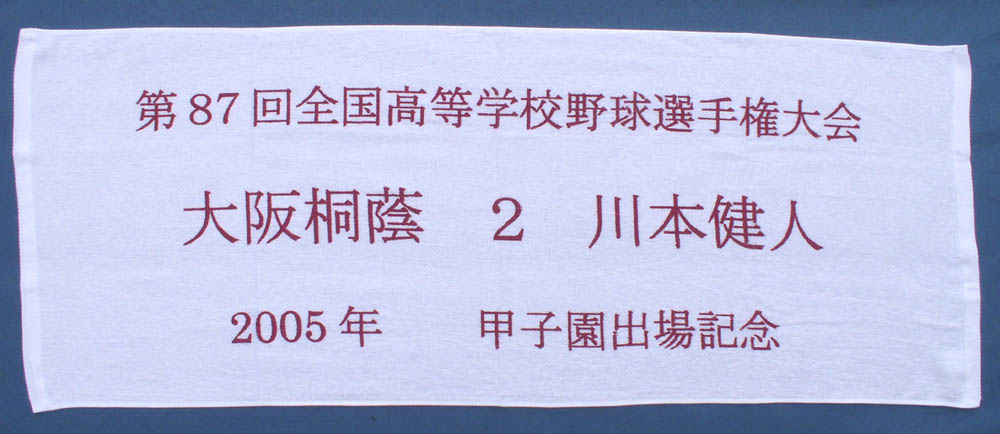 第87回全国高等学校野球選手権大会
大阪桐蔭　2　川本健人
2005年　甲子園出場記念